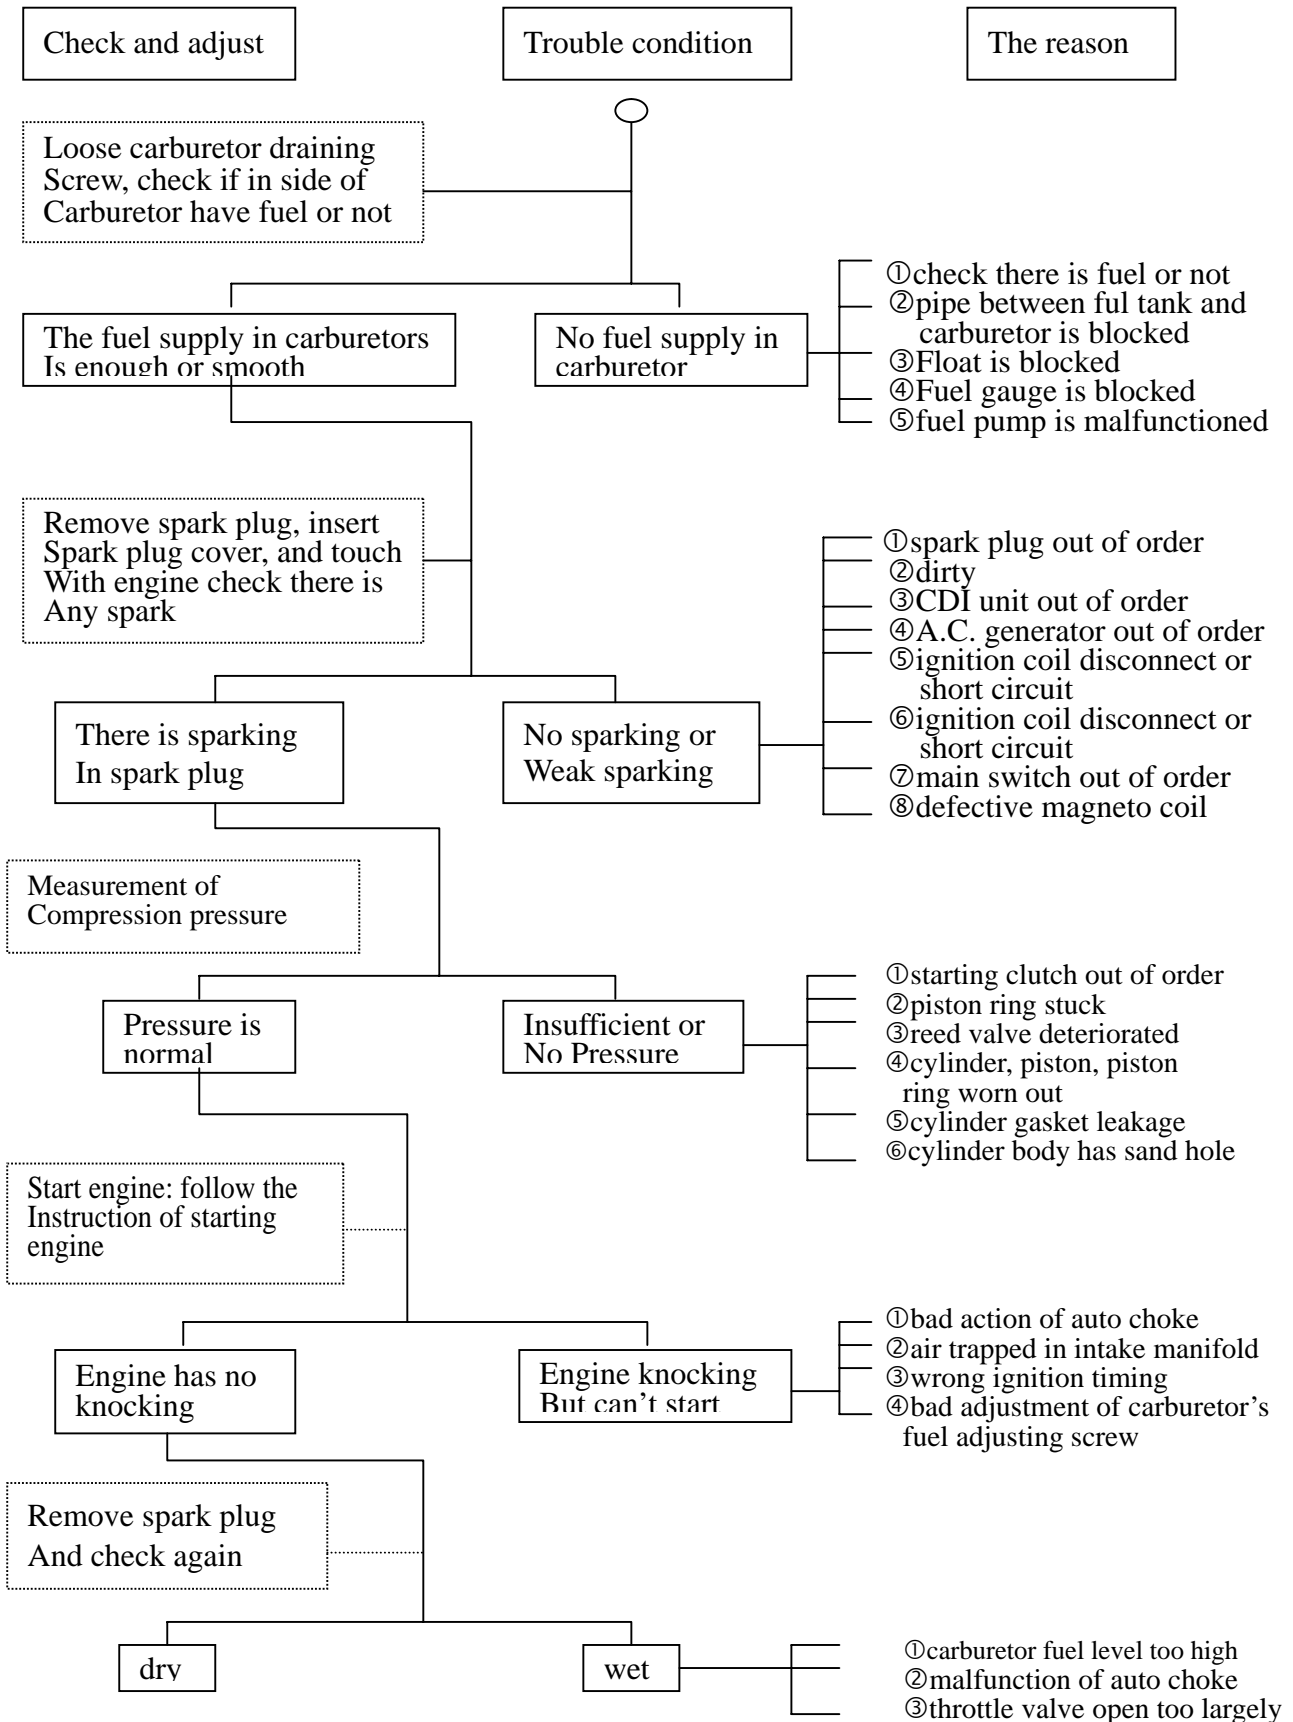 Check and adjust
Trouble condition
The reason
Loose carburetor draining
Screw, check if in side of
Carburetor have fuel or not
The fuel supply in carburetors
Is enough or smooth
No fuel supply in
carburetor
①check there is fuel or not
②pipe between ful tank and
carburetor is blocked
③Float is blocked
④Fuel gauge is blocked
⑤fuel pump is malfunctioned
Remove spark plug, insert
Spark plug cover, and touch
With engine check there is
Any spark
There is sparking
In spark plug
No sparking or
Weak sparking
①spark plug out of order
②dirty
③CDI unit out of order
④A.C. generator out of order
⑤ignition coil disconnect or
short circuit
⑥ignition coil disconnect or
short circuit
⑦main switch out of order
⑧defective magneto coil
Measurement of
Compression pressure
Pressure is
normal
Insufficient or
No Pressure
①starting clutch out of order
②piston ring stuck
③reed valve deteriorated
④cylinder, piston, piston
ring worn out
⑤cylinder gasket leakage
⑥cylinder body has sand hole
Start engine: follow the
Instruction of starting
engine
Engine has no
knocking
Engine knocking
But can't start
①bad action of auto choke
②air trapped in intake manifold
③wrong ignition timing
④bad adjustment of carburetor's
fuel adjusting screw
Remove spark plug
And check again
dry
wet
①carburetor fuel level too high
②malfunction of auto choke
③throttle valve open too largely